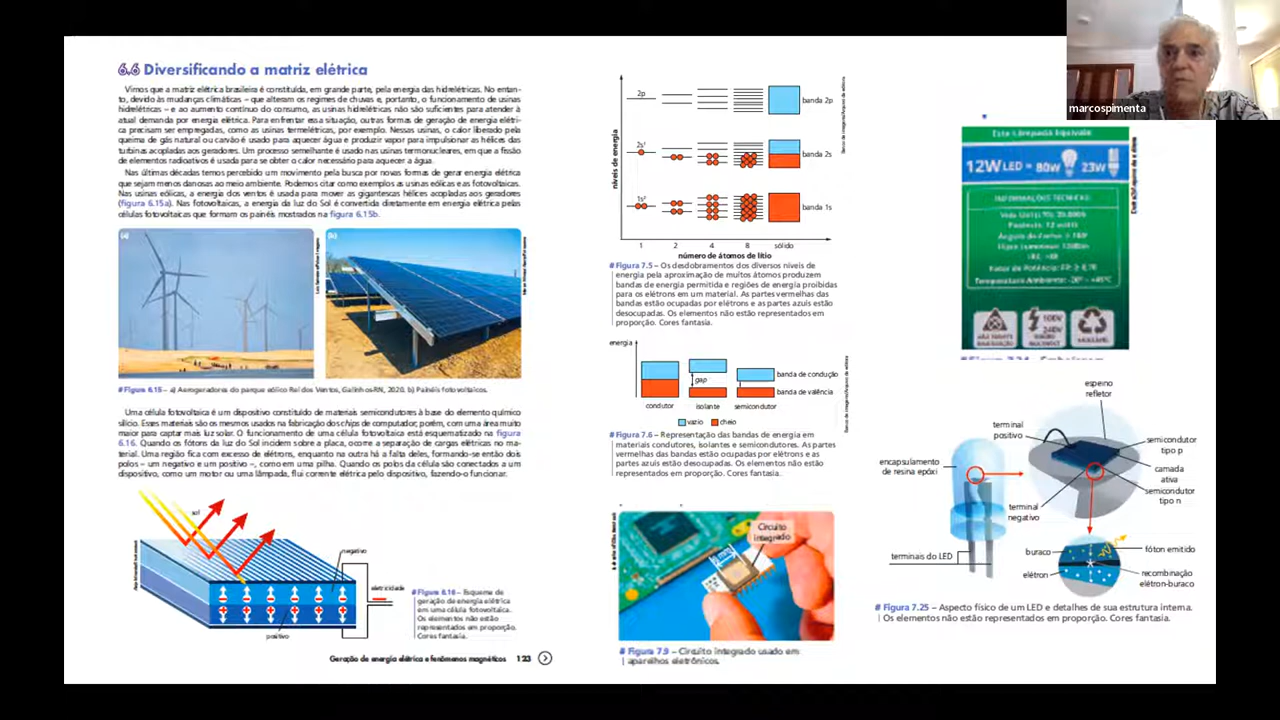 6.6 Diversificando a matriz elétrica
Vimos que a matriz elétrica brasileira é constituída, em grande parte, pela energia das hidrelétricas. No entan-
to, devido às mudanças climáticas – que alteram os regimes de chuvas e, portanto, o funcionamento de usinas
hidrelétricas – e ao aumento contínuo do consumo, as usinas hidrelétricas não são suficientes para atender à
atual demanda por energia elétrica. Para enfrentar essa situação, outras formas de geração de energia elétri-
ca precisam ser empregadas, como as usinas termelétricas, por exemplo. Nessas usinas, o calor liberado pela
queima de gás natural ou carvão é usado para aquecer água e produzir vapor para impulsionar as hélices das
turbinas acopladas aos geradores. Um processo semelhante é usado nas usinas termonucleares, em que a fissão
de elementos radioativos é usada para se obter o calor necessário para aquecer a água.
Nas últimas décadas temos percebido um movimento pela busca por novas formas de gerar energia elétrica
que sejam menos danosas ao meio ambiente. Podemos citar como exemplos as usinas eólicas e as fotovoltaicas.
Nas usinas eólicas, a energia dos ventos é usada para mover as gigantescas hélices acopladas aos geradores
(figura 6.15a). Nas fotovoltaicas, a energia da luz do Sol é convertida diretamente em energia elétrica pelas
células fotovoltaicas que formam os painéis mostrados na figura 6.15b.
(a)
(b)
# Figura 6.15 – a) Aerogeradores do parque eólico Rei dos Ventos, Galinhos-RN, 2020. b) Painéis fotovoltaicos.
Uma célula fotovoltaica é um dispositivo constituído de materiais semicondutores à base do elemento químico
silício. Esses materiais são os mesmos usados na fabricação dos chips de computador; porém, com uma área muito
maior para captar mais luz solar. O funcionamento de uma célula fotovoltaica está esquematizado na figura
6.16. Quando os fótons da luz do Sol incidem sobre a placa, ocorre a separação de cargas elétricas no ma-
terial. Uma região fica com excesso de elétrons, enquanto na outra há a falta deles, formando-se então dois
polos – um negativo e um positivo –, como em uma pilha. Quando os polos da célula são conectados a um
dispositivo, como um motor ou uma lâmpada, flui corrente elétrica pelo dispositivo, fazendo-o funcionar.
sol
negativo
eletricidade
positivo
# Figura 6.16 – Esquema de
geração de energia elétrica
em uma célula fotovoltaica.
Os elementos não estão
representados em proporção.
Cores fantasia.
Geração de energia elétrica e fenômenos magnéticos 123
níveis de energia
2p
banda 2p
2s¹
banda 2s
1s²
banda 1s
1 2 4 8 sólido
número de átomos de lítio
# Figura 7.5 – Os desdobramentos dos diversos níveis de
energia pela aproximação de muitos átomos produzem
bandas de energia permitida e regiões de energia proibidas
para os elétrons em um material. As partes vermelhas das
bandas estão ocupadas por elétrons e as partes azuis estão
desocupadas. Os elementos não estão representados em
proporção. Cores fantasia.
energia
gap
banda de condução
banda de valência
condutor isolante semicondutor
vazio cheio
# Figura 7.6 – Representação das bandas de energia em
materiais condutores, isolantes e semicondutores. As partes
vermelhas das bandas estão ocupadas por elétrons e as
partes azuis estão desocupadas. Os elementos não estão
representados em proporção. Cores fantasia.
Circuito
integrado
# Figura 7.9 – Circuito integrado usado em
aparelhos eletrônicos.
marcospimenta
Esta Lâmpada Equivale
12W LED = 80W 23W
INFORMAÇÕES TÉCNICAS:
Temperatura Ambiente: -20° ~ +45°C
espelho
refletor
terminal
positivo
semicondutor
tipo p
encapsulamento
de resina epóxi
camada
ativa
semicondutor
tipo n
terminal
negativo
terminais do LED
buraco
fóton emitido
elétron
recombinação
elétron-buraco
# Figura 7.25 – Aspecto físico de um LED e detalhes de sua estrutura interna.
Os elementos não estão representados em proporção. Cores fantasia.